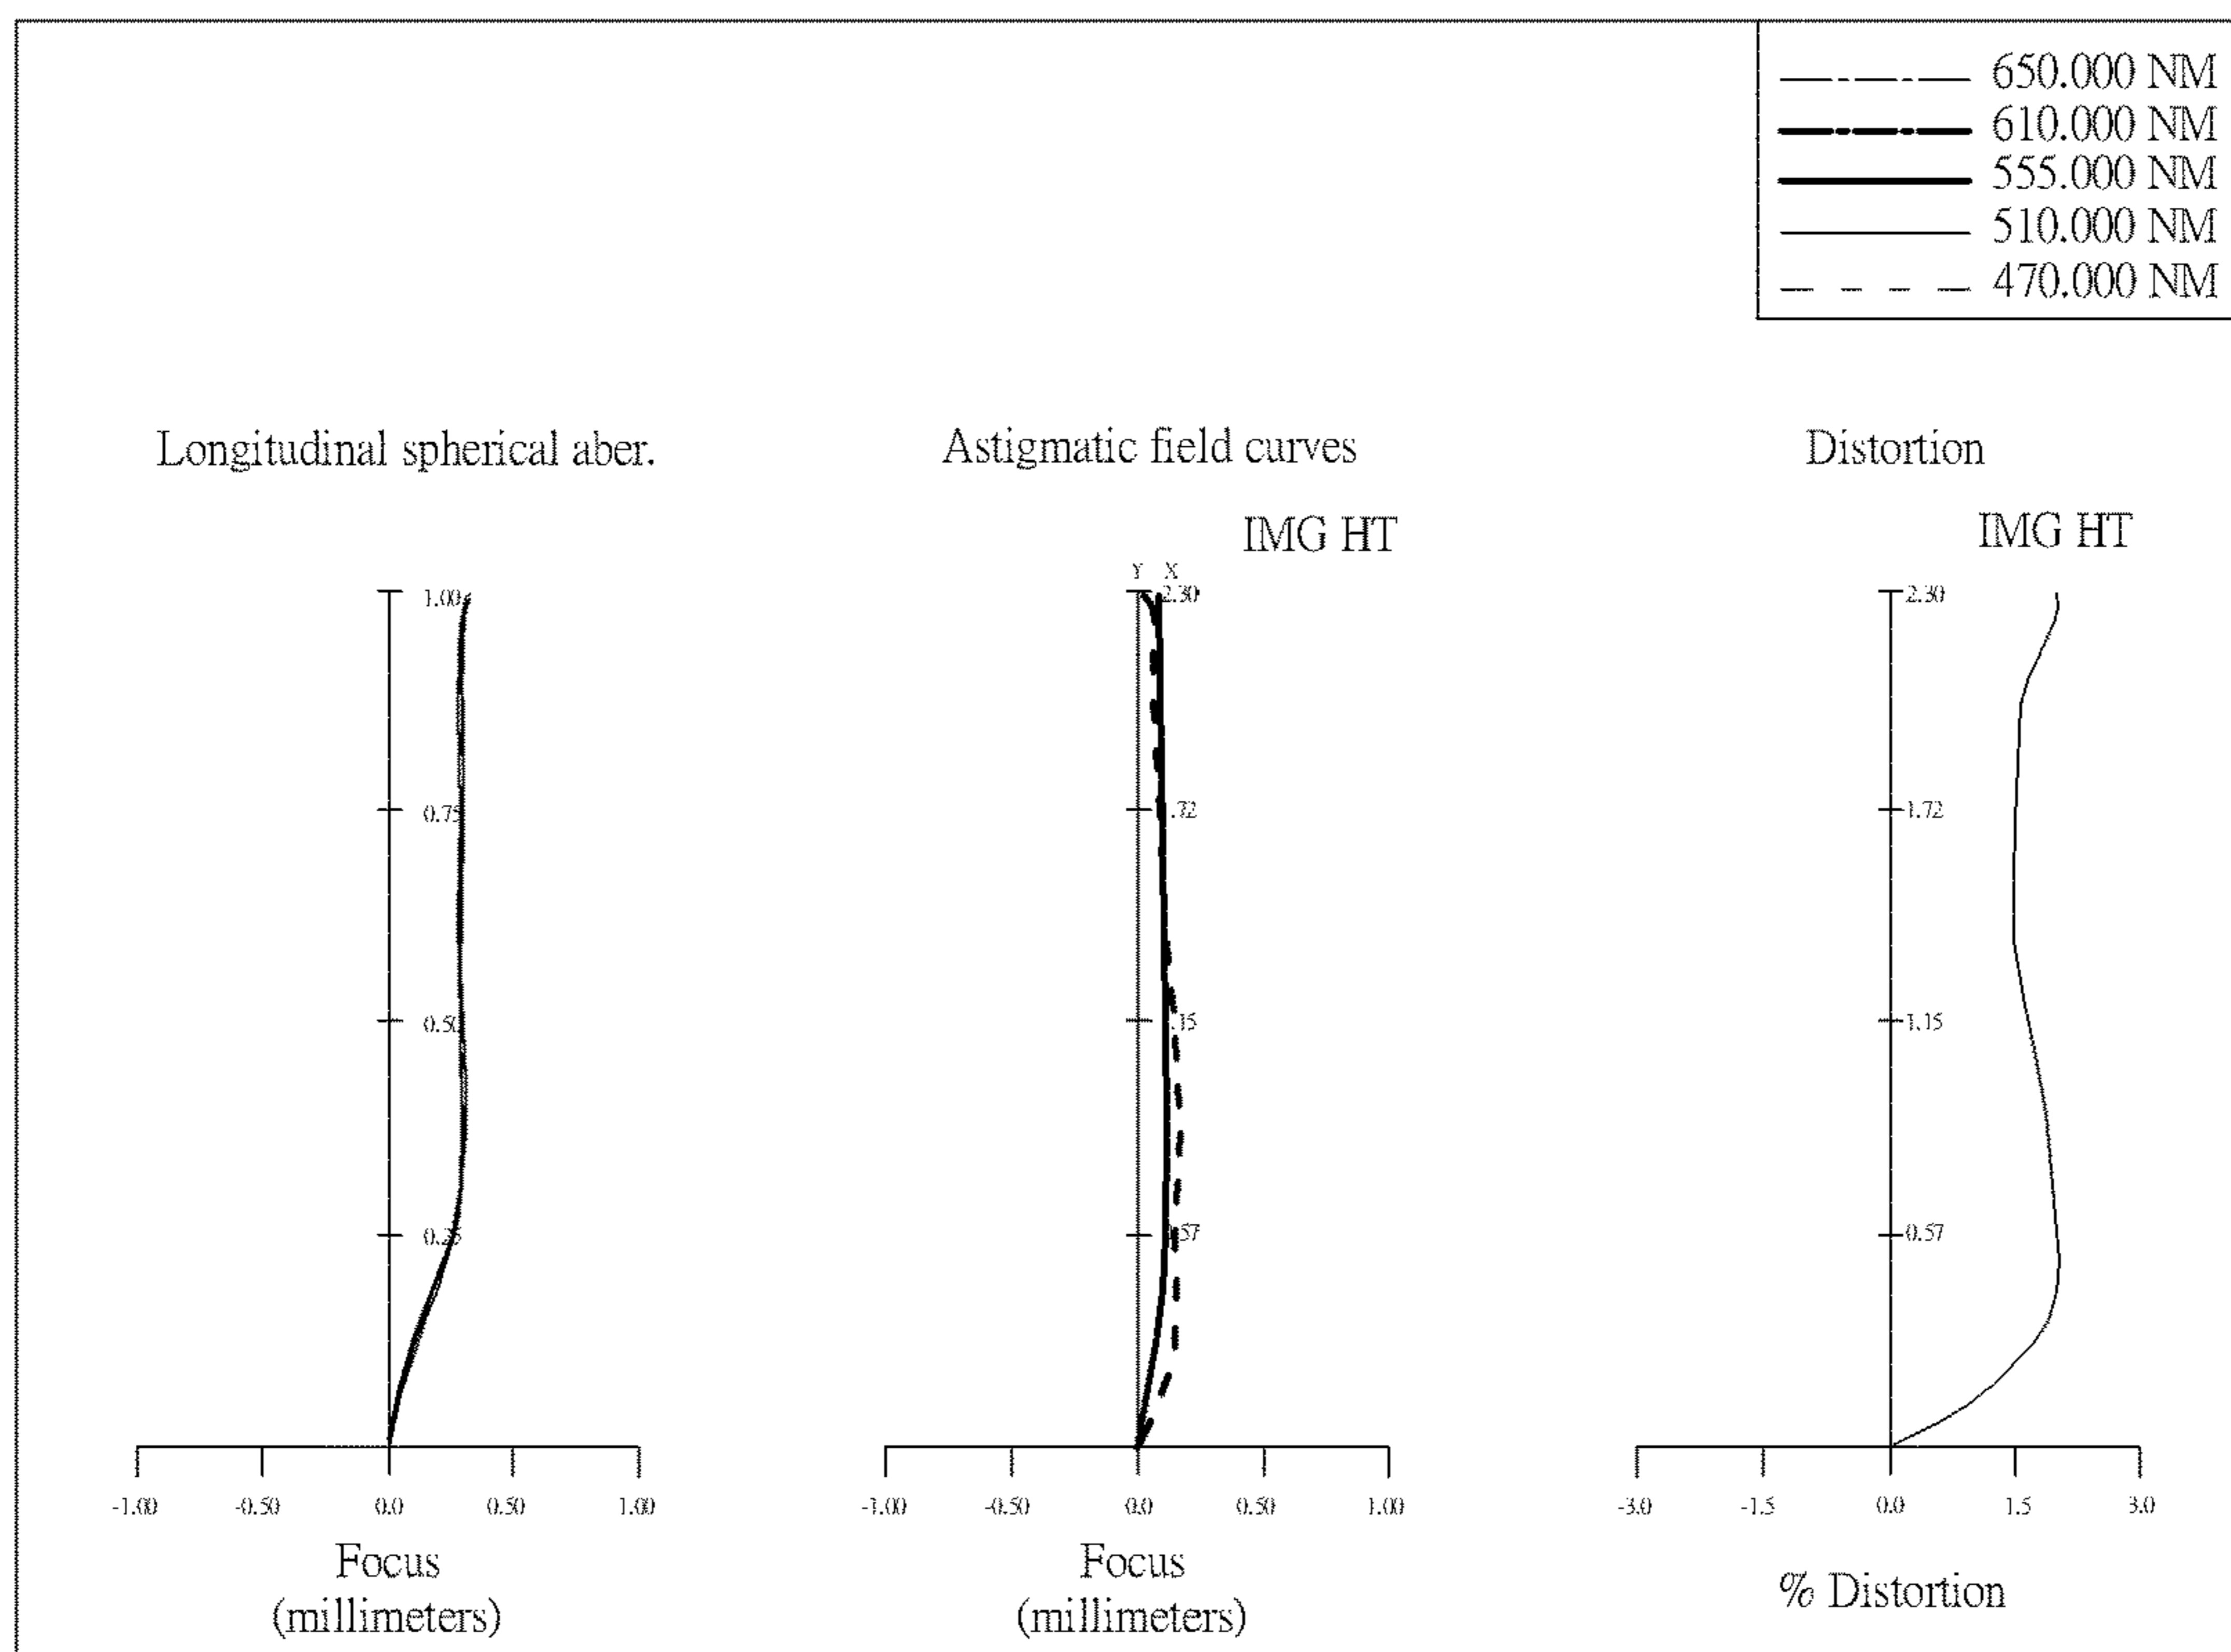 650.000 NM
610.000 NM
555.000 NM
510.000 NM
470.000 NM
Longitudinal spherical aber.
Astigmatic field curves
Distortion
IMG HT
IMG HT
Y X
1.00
2.30
2.30
0.75
.72
1.72
0.50
.15
1.15
0.25
.57
0.57
-1.00 -0.50 0.0 0.50 1.00
-1.00 -0.50 0.0 0.50 1.00
-3.0 -1.5 0.0 1.5 3.0
Focus
(millimeters)
Focus
(millimeters)
% Distortion